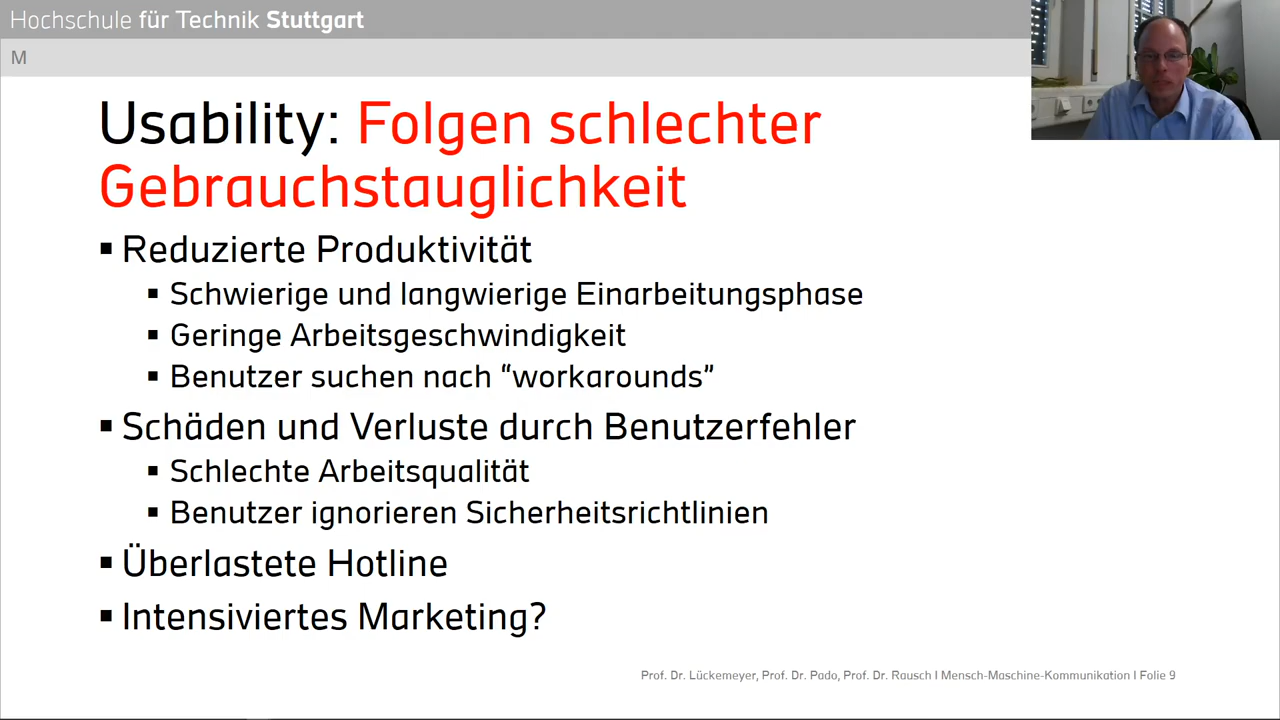 Hochschule für Technik Stuttgart
M
Usability: Folgen schlechter
Gebrauchstauglichkeit
Reduzierte Produktivität
Schwierige und langwierige Einarbeitungsphase
Geringe Arbeitsgeschwindigkeit
Benutzer suchen nach “workarounds”
Schäden und Verluste durch Benutzerfehler
Schlechte Arbeitsqualität
Benutzer ignorieren Sicherheitsrichtlinien
Überlastete Hotline
Intensiviertes Marketing?
Prof. Dr. Lückemeyer, Prof. Dr. Pado, Prof. Dr. Rausch I Mensch-Maschine-Kommunikation I Folie 9